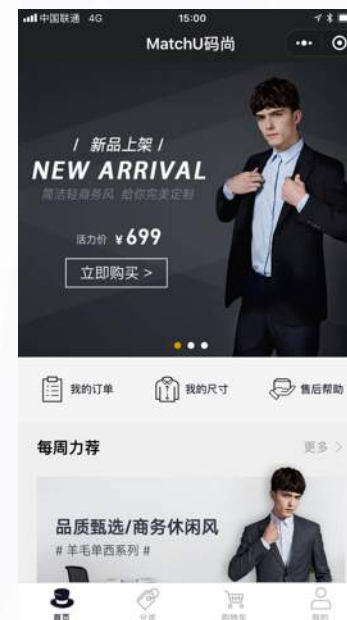 中国联通 4G 15:00
MatchU码尚
/ 新品上架 /
NEW ARRIVAL
简洁轻商务风 给你完美定制
活力价 ¥699
立即购买 >
我的订单 我的尺寸 售后帮助
每周力荐 更多 >
品质甄选/商务休闲风
# 羊毛单西系列 #
首页 分类 购物车 我的